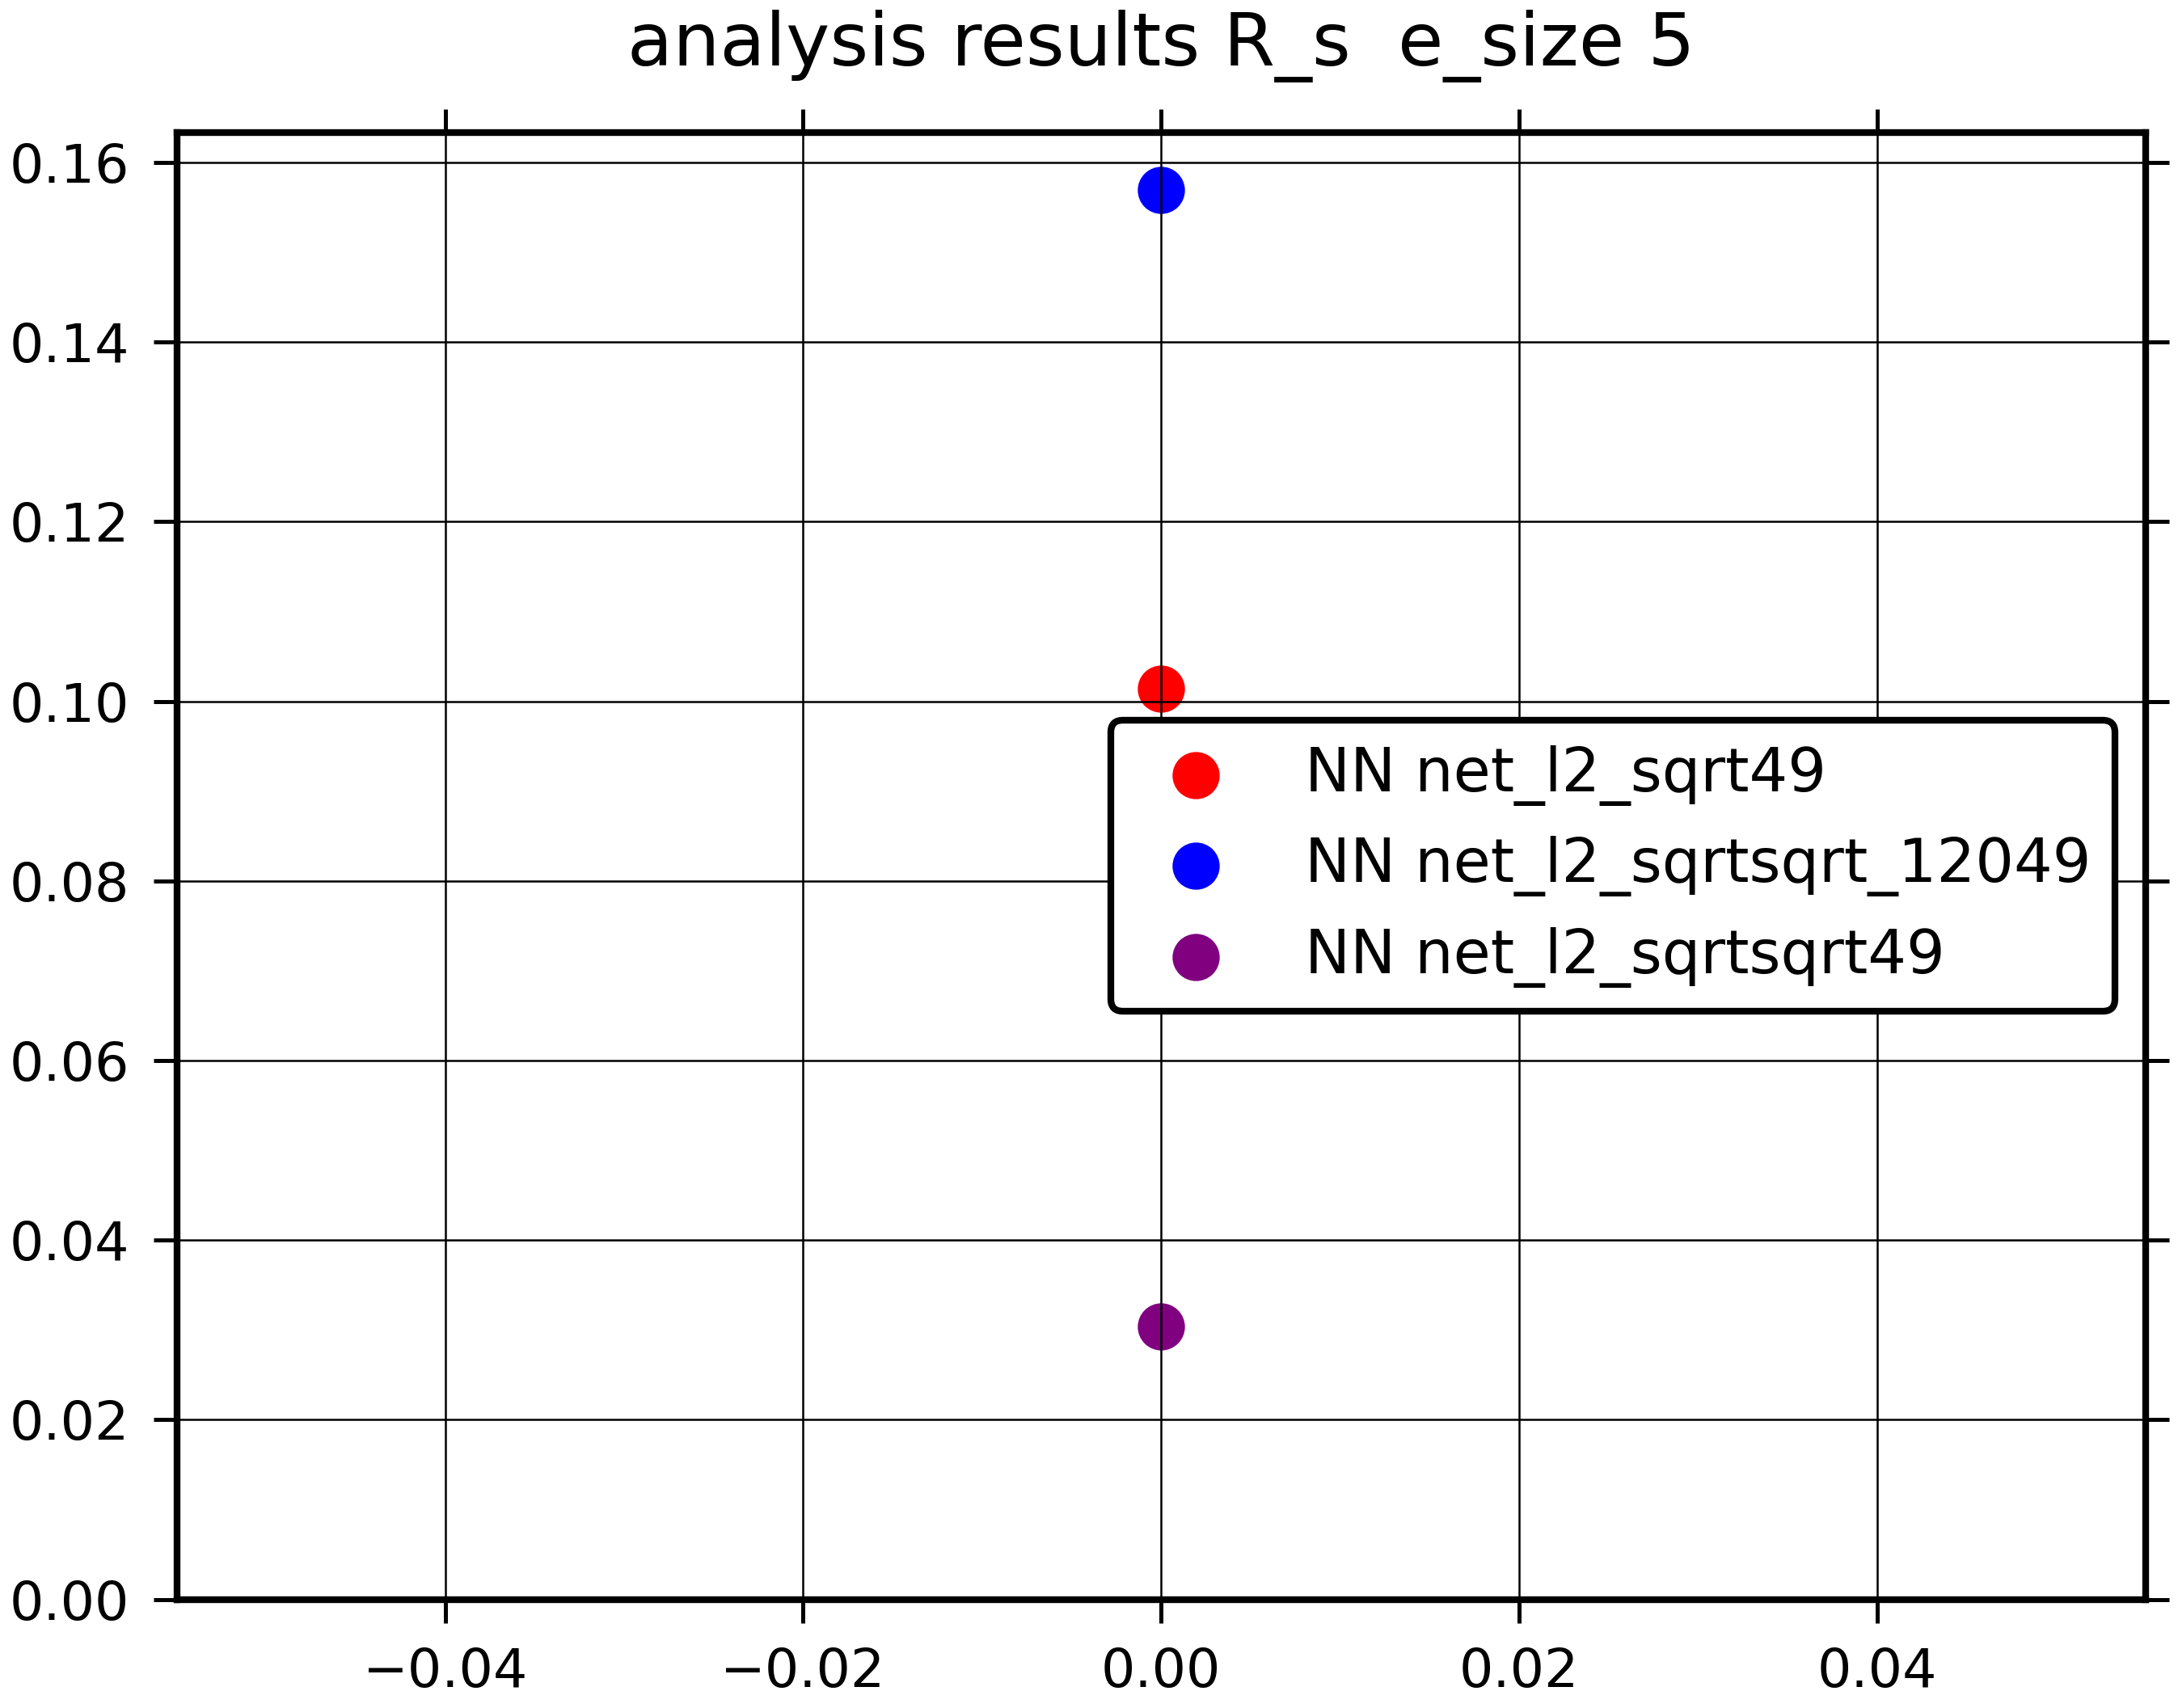 analysis results R_s e_size 5
0.16
0.14
0.12
0.10
0.08
0.06
0.04
0.02
0.00
NN net_l2_sqrt49
NN net_l2_sqrtsqrt_12049
NN net_l2_sqrtsqrt49
−0.04 −0.02 0.00 0.02 0.04